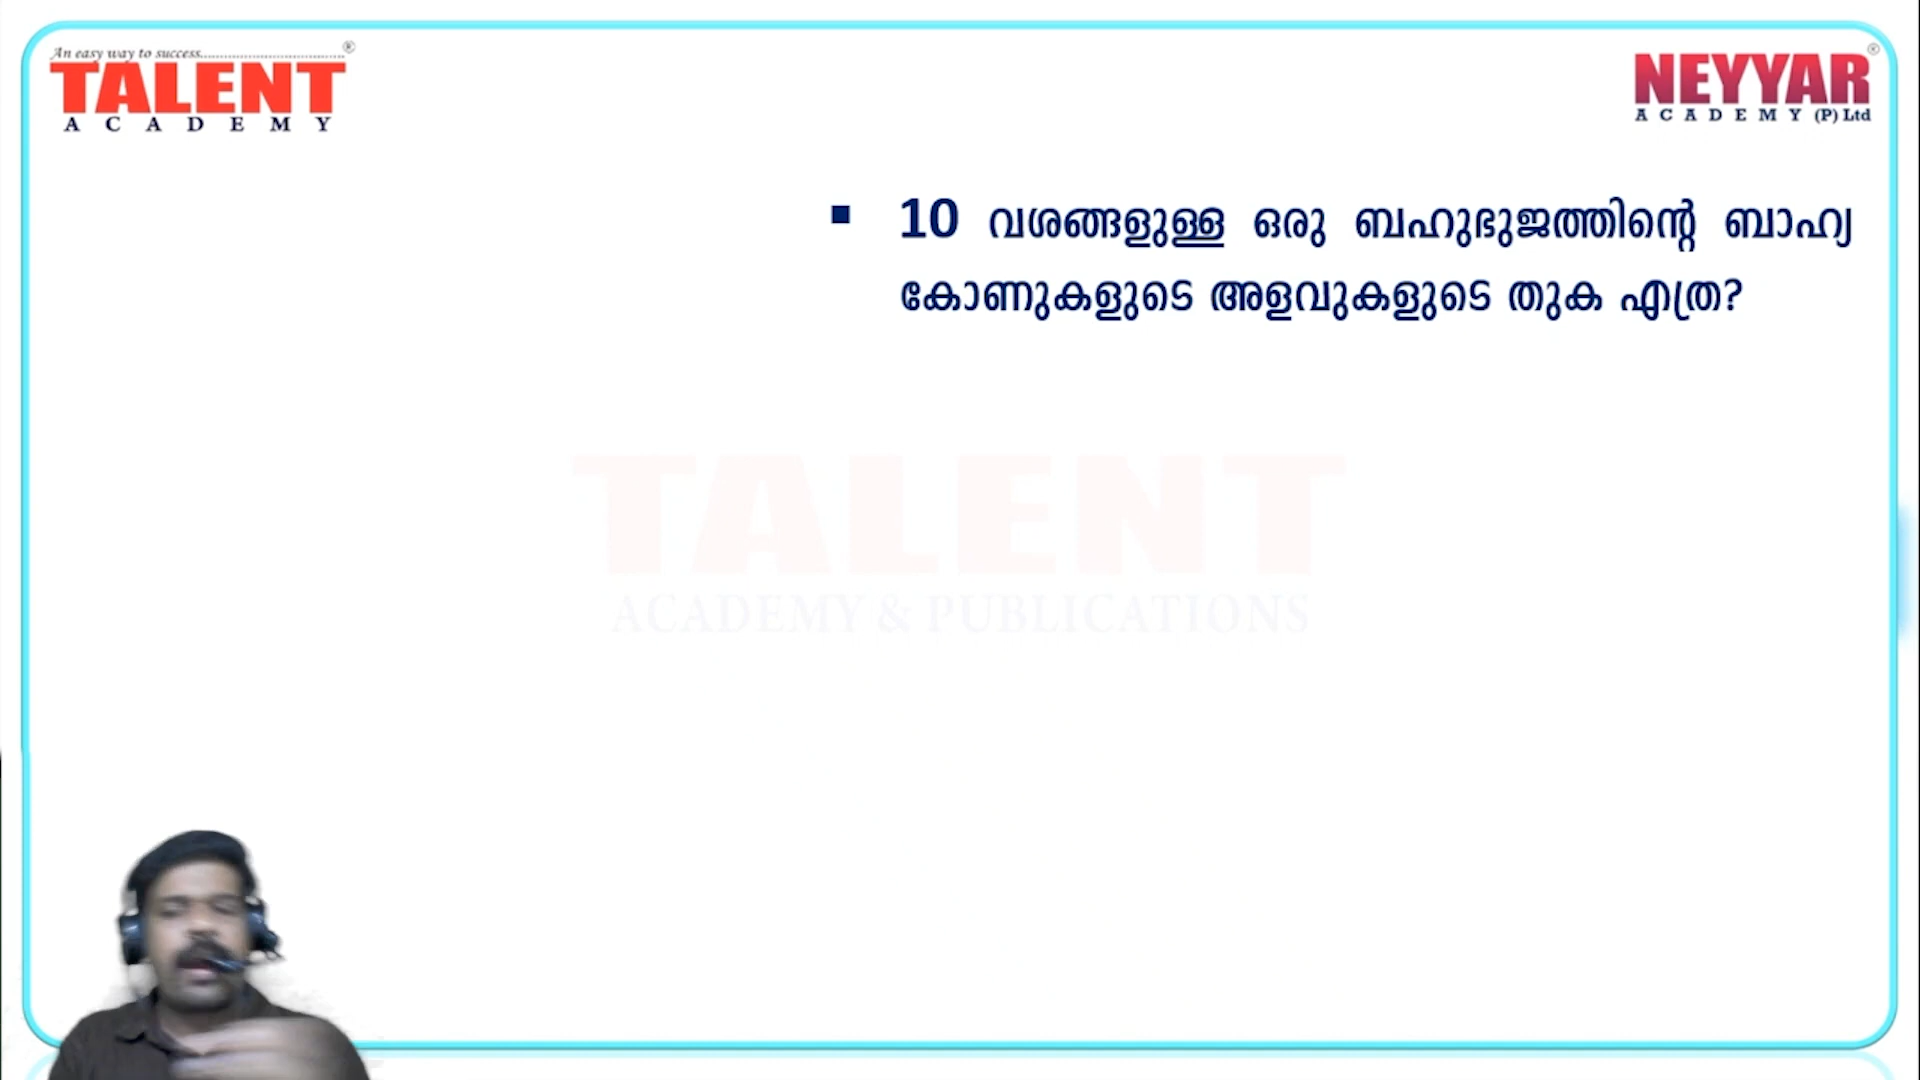 An easy way to success.................................... ®
TALENT
ACADEMY
NEYYAR ®
ACADEMY (P) Ltd
▪ 10 വശങ്ങളുള്ള ഒരു ബഹുഭുജത്തിന്റെ ബാഹ്യ
കോണുകളുടെ അളവുകളുടെ തുക എത്ര?
TALENT
ACADEMY & PUBLICATIONS